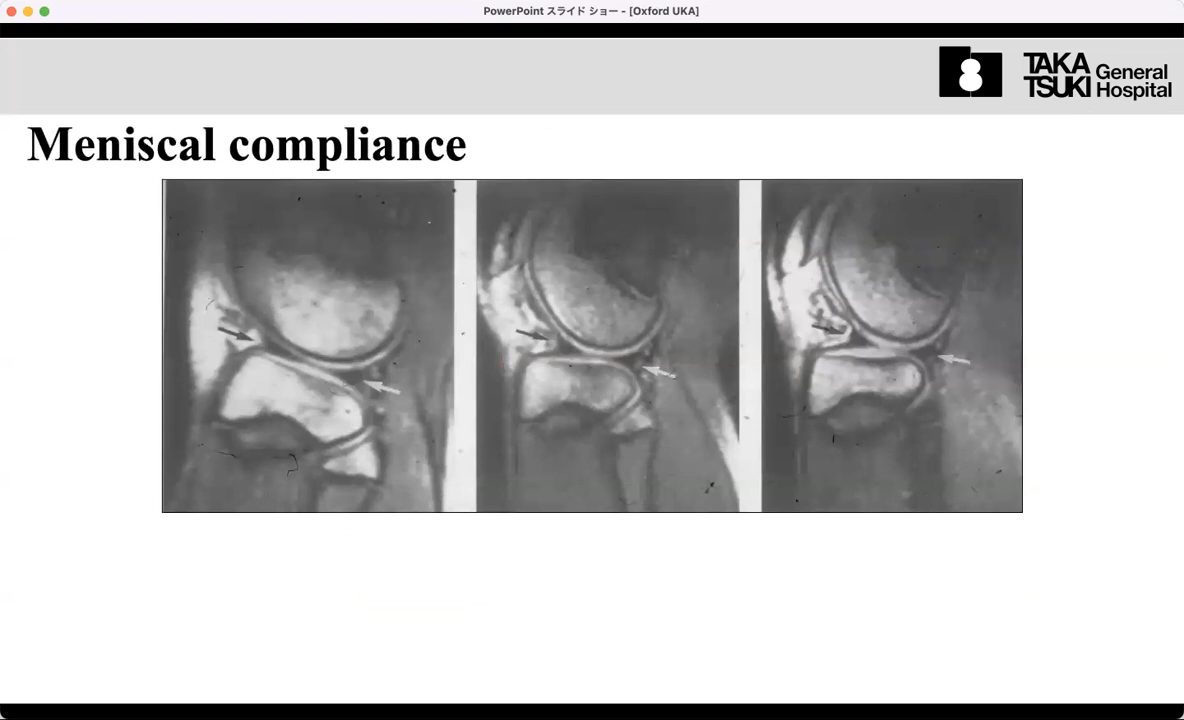 PowerPoint スライド ショー - [Oxford UKA]
TAKA
TSUKI
General
Hospital
Meniscal compliance